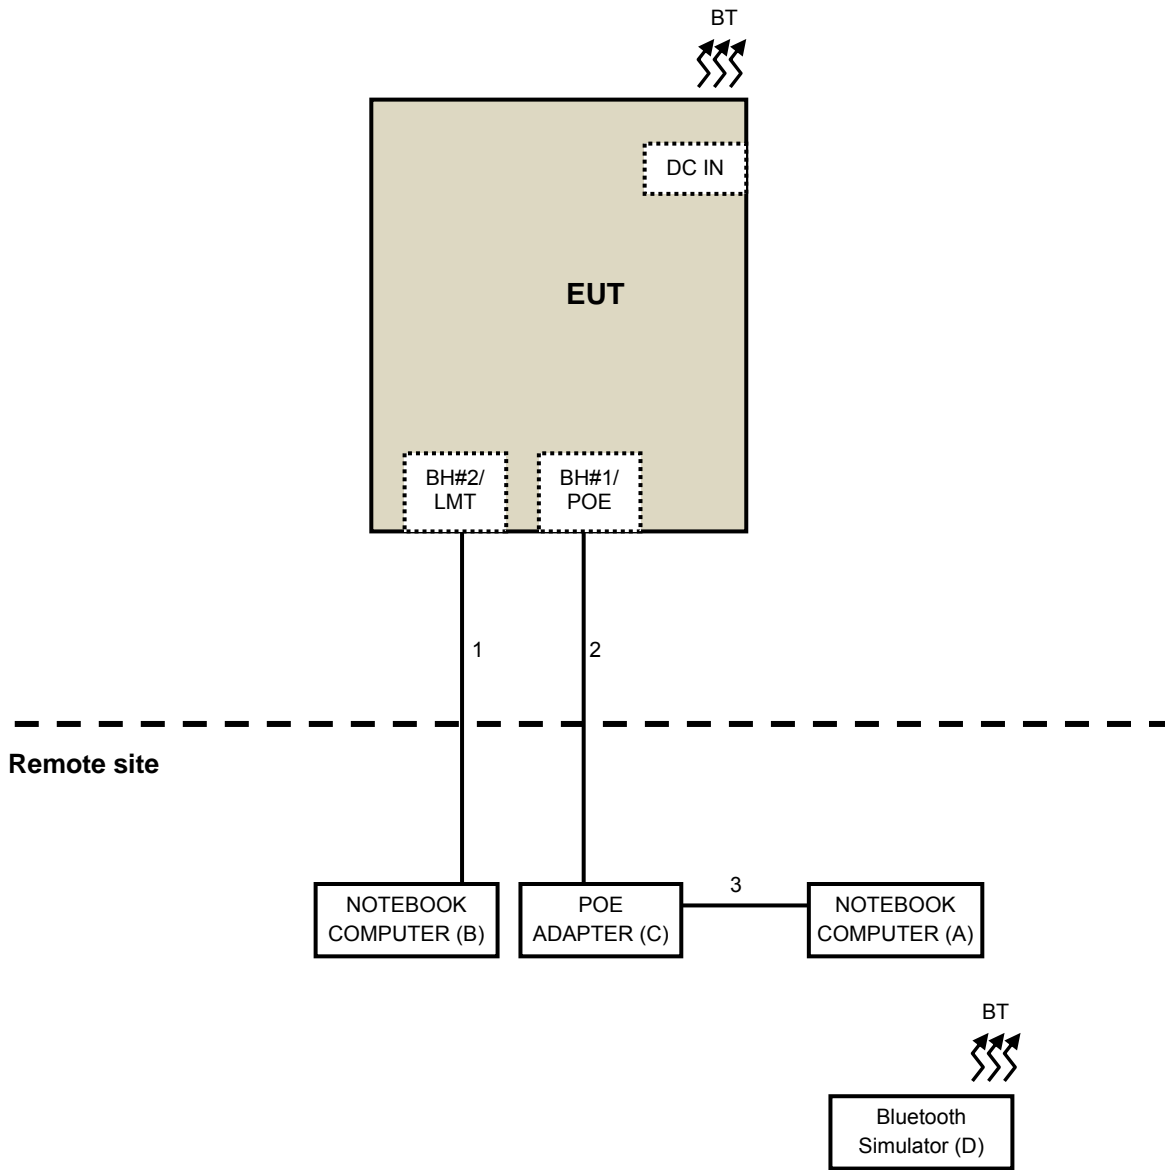 BT
DC IN
EUT
BH#2/
LMT
BH#1/
POE
1
2
Remote site
NOTEBOOK
COMPUTER (B)
POE
ADAPTER (C)
3
NOTEBOOK
COMPUTER (A)
BT
Bluetooth
Simulator (D)